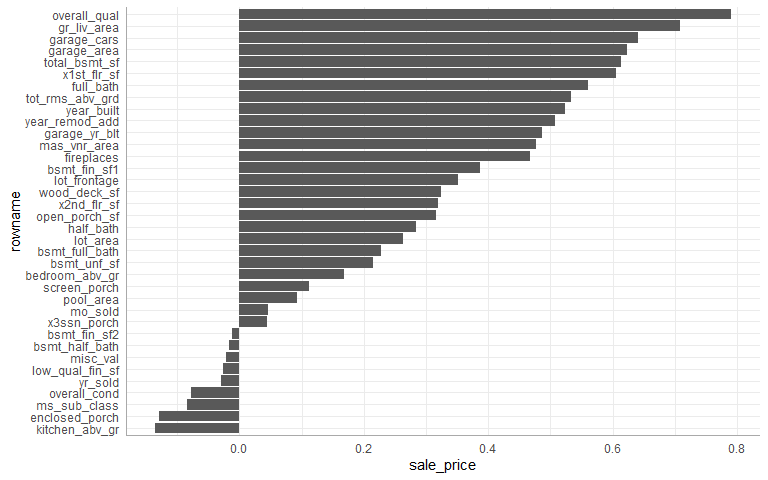 overall_qual
gr_liv_area
garage_cars
garage_area
total_bsmt_sf
x1st_flr_sf
full_bath
tot_rms_abv_grd
year_built
year_remod_add
garage_yr_blt
mas_vnr_area
fireplaces
bsmt_fin_sf1
lot_frontage
wood_deck_sf
x2nd_flr_sf
open_porch_sf
half_bath
lot_area
bsmt_full_bath
bsmt_unf_sf
bedroom_abv_gr
screen_porch
pool_area
mo_sold
x3ssn_porch
bsmt_fin_sf2
bsmt_half_bath
misc_val
low_qual_fin_sf
yr_sold
overall_cond
ms_sub_class
enclosed_porch
kitchen_abv_gr
rowname
0.0 0.2 0.4 0.6 0.8
sale_price